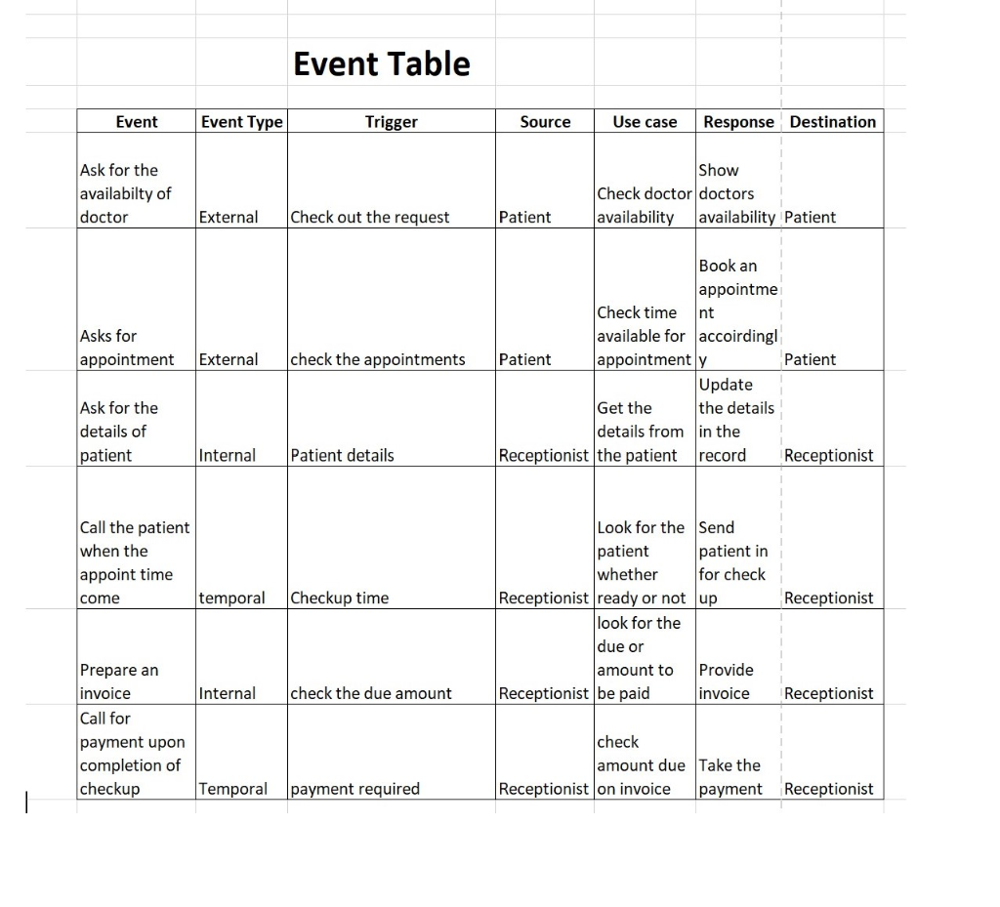 Event Table
Event Event Type Trigger Source Use case Response Destination
Ask for the
availabilty of
doctor
External
Check out the request
Patient
Check doctor
availability
Show
doctors
availability
Patient
Asks for
appointment
External
check the appointments
Patient
Check time
available for
appointment
Book an
appointme
nt
accoirdingl
y
Patient
Ask for the
details of
patient
Internal
Patient details
Receptionist
Get the
details from
the patient
Update
the details
in the
record
Receptionist
Call the patient
when the
appoint time
come
temporal
Checkup time
Receptionist
Look for the
patient
whether
ready or not
Send
patient in
for check
up
Receptionist
Prepare an
invoice
Internal
check the due amount
Receptionist
look for the
due or
amount to
be paid
Provide
invoice
Receptionist
Call for
payment upon
completion of
checkup
Temporal
payment required
Receptionist
check
amount due
on invoice
Take the
payment
Receptionist